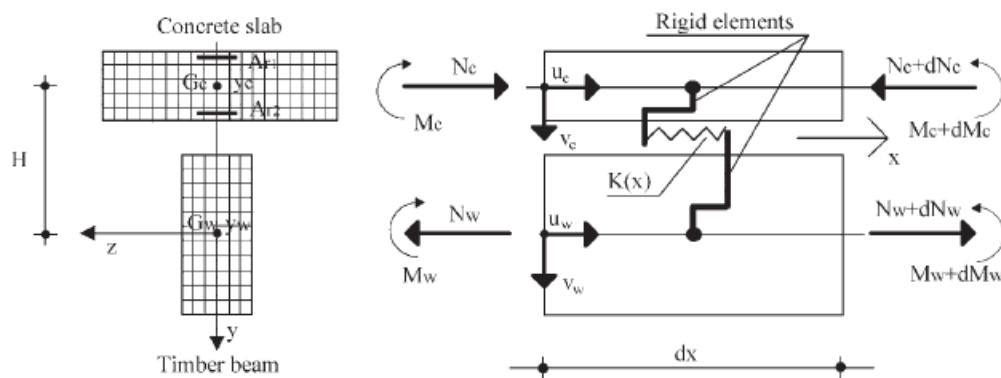 Concrete slab
Ar1
Gc yc
Ar2
H
Gw yw
z
y
Timber beam
Rigid elements
Nc
uc
Nc+dNc
Mc
vc
Mc+dMc
x
K(x)
Nw
uw
Nw+dNw
Mw
vw
Mw+dMw
dx